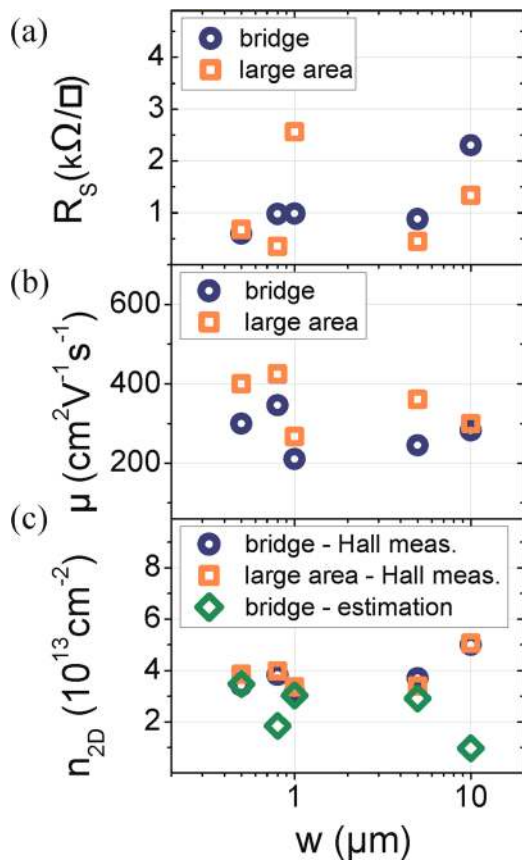 (a)
bridge
large area
R_S (kΩ/□)
4
3
2
1
(b)
bridge
large area
μ (cm²V⁻¹s⁻¹)
600
400
200
(c)
bridge - Hall meas.
large area - Hall meas.
bridge - estimation
n_2D (10¹³cm⁻²)
8
6
4
2
1 10
w (μm)